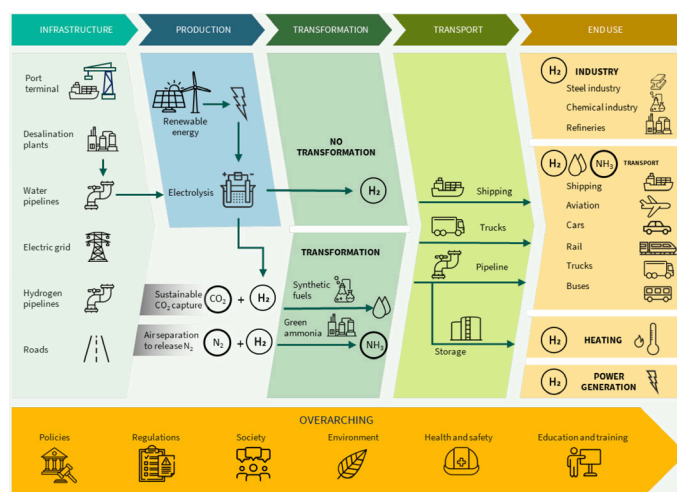 INFRASTRUCTURE
PRODUCTION
TRANSFORMATION
TRANSPORT
END USE
Port
terminal
Desalination
plants
Water
pipelines
Electric grid
Hydrogen
pipelines
Roads
Renewable
energy
Electrolysis
Sustainable
CO₂ capture
CO₂ + H₂
Air separation
to release N₂
N₂ + H₂
NO
TRANSFORMATION
H₂
TRANSFORMATION
Synthetic
fuels
Green
ammonia
NH₃
Shipping
Trucks
Pipeline
Storage
H₂ INDUSTRY
Steel industry
Chemical industry
Refineries
H₂ NH₃ TRANSPORT
Shipping
Aviation
Cars
Rail
Trucks
Buses
H₂ HEATING
H₂ POWER
GENERATION
OVERARCHING
Policies
Regulations
Society
Environment
Health and safety
Education and training